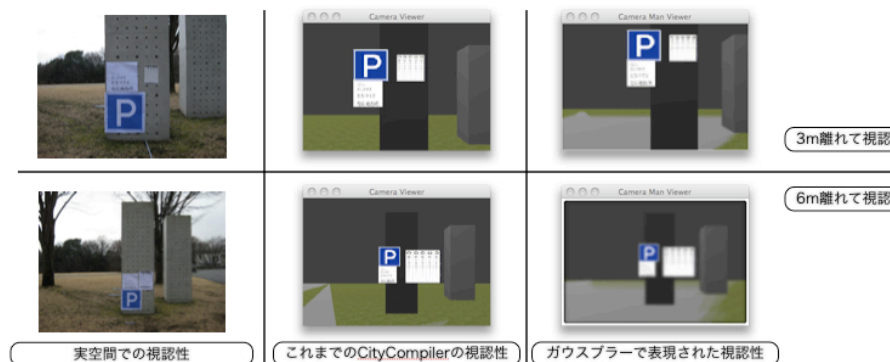 Camera Viewer
Camera Man Viewer
P
P
P
3m離れて視認
Camera Viewer
Camera Man Viewer
6m離れて視認
P
P
P
実空間での視認性
これまでのCityCompilerの視認性
ガウスブラーで表現された視認性